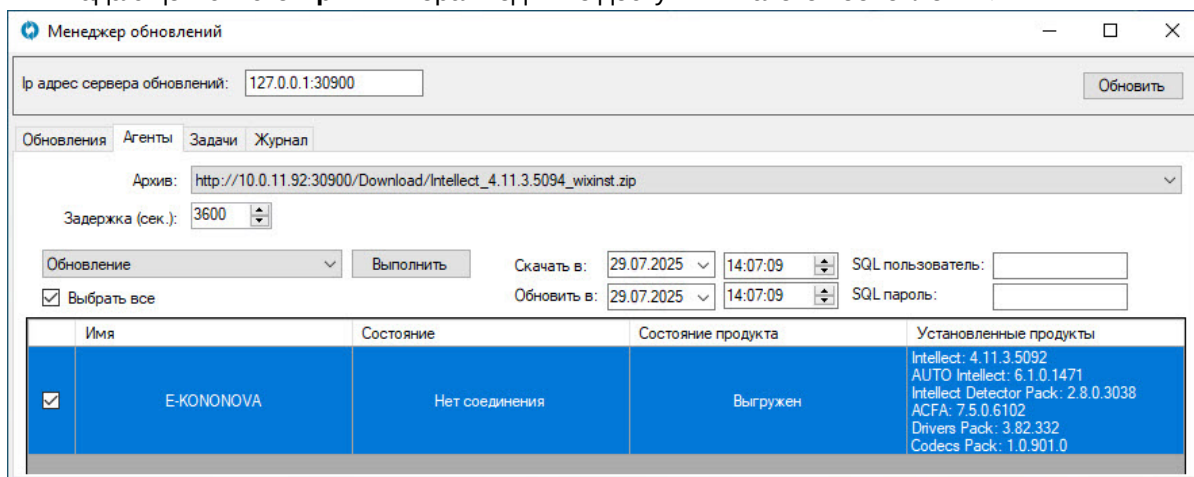 Менеджер обновлений
Ip адрес сервера обновлений: 127.0.0.1:30900 Обновить
Обновления Агенты Задачи Журнал
Архив: http://10.0.11.92:30900/Download/Intellect_4.11.3.5094_wixinst.zip
Задержка (сек.): 3600
Обновление Выполнить Скачать в: 29.07.2025 14:07:09 SQL пользователь:
Выбрать все Обновить в: 29.07.2025 14:07:09 SQL пароль:
Имя Состояние Состояние продукта Установленные продукты
Intellect: 4.11.3.5092
AUTO Intellect: 6.1.0.1471
Intellect Detector Pack: 2.8.0.3038
E-KONONOVA Нет соединения Выгружен
ACFA: 7.5.0.6102
Drivers Pack: 3.82.332
Codecs Pack: 1.0.901.0